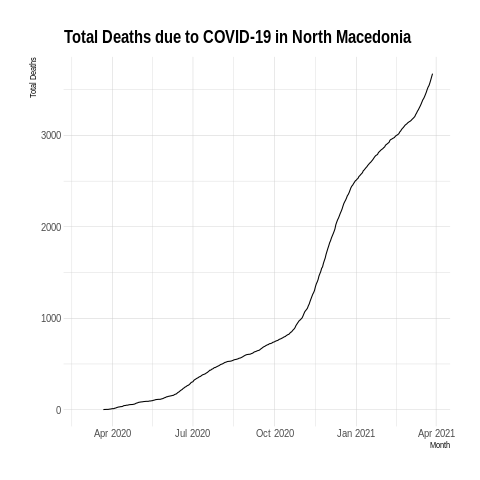 Total Deaths due to COVID-19 in North Macedonia
Total Deaths
3000
2000
1000
0
Apr 2020 Jul 2020 Oct 2020 Jan 2021 Apr 2021
Month